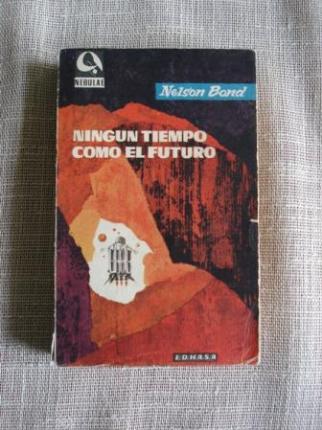 NEBULAE
Nelson Bond
NINGUN TIEMPO
COMO EL FUTURO
E.D.H.A.S.A